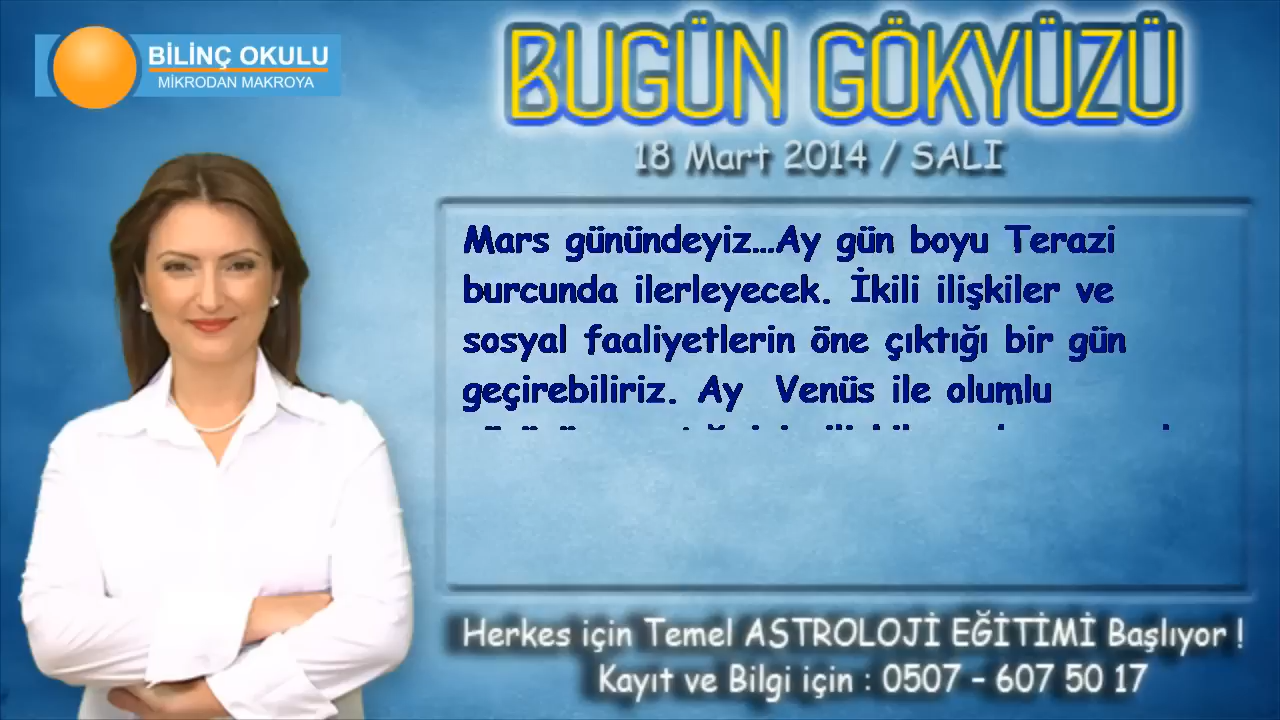 BİLİNÇ OKULU
MİKRODAN MAKROYA
BUGÜN GÖKYÜZÜ
18 Mart 2014 / SALI
Mars günündeyiz...Ay gün boyu Terazi
burcunda ilerleyecek. İkili ilişkiler ve
sosyal faaliyetlerin öne çıktığı bir gün
geçirebiliriz. Ay  Venüs ile olumlu
Herkes için Temel ASTROLOJİ EĞİTİMİ Başlıyor !
Kayıt ve Bilgi için : 0507 – 607 50 17